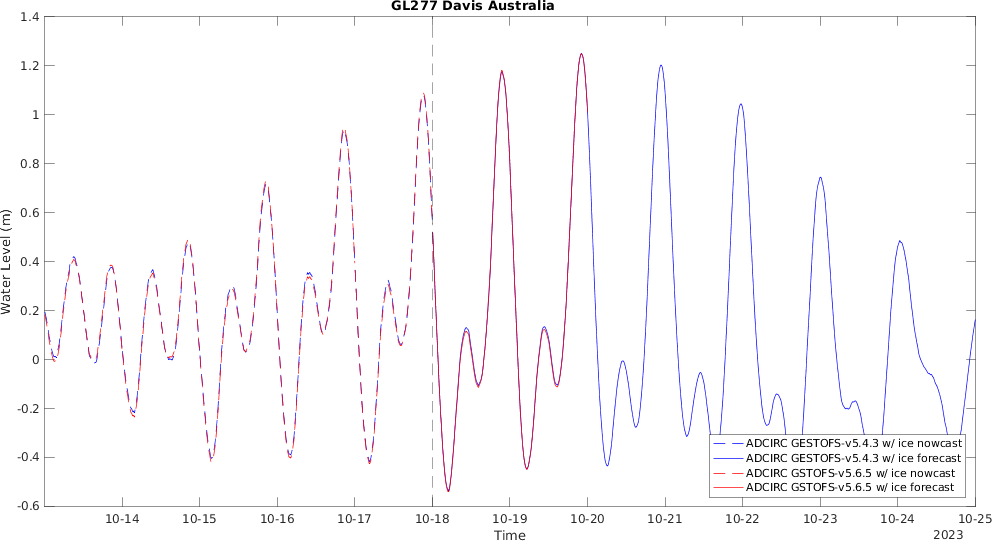 GL277 Davis Australia
1.4
1.2
1
0.8
0.6
0.4
0.2
0
-0.2
-0.4
-0.6
Water Level (m)
ADCIRC GESTOFS-v5.4.3 w/ ice nowcast
ADCIRC GESTOFS-v5.4.3 w/ ice forecast
ADCIRC GSTOFS-v5.6.5 w/ ice nowcast
ADCIRC GSTOFS-v5.6.5 w/ ice forecast
10-14 10-15 10-16 10-17 10-18 10-19 10-20 10-21 10-22 10-23 10-24 10-25
Time
2023